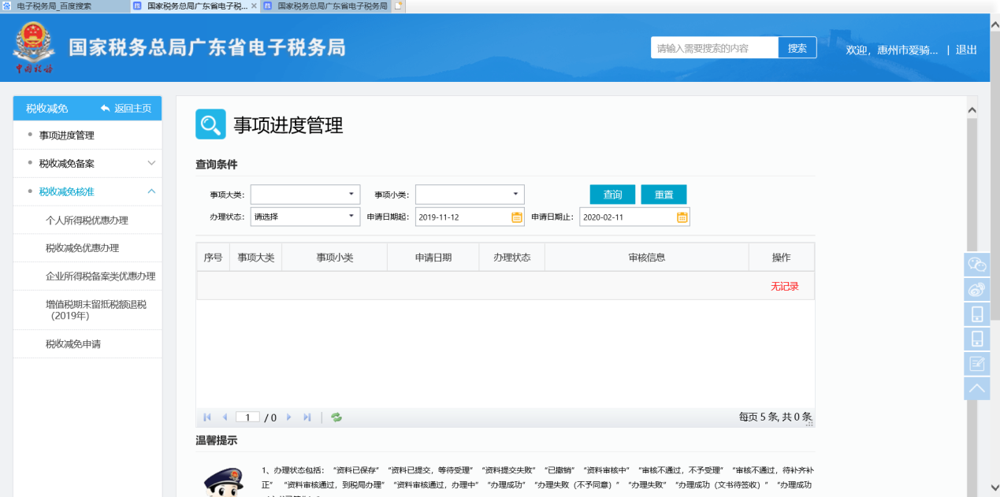 电子税务局_百度搜索
国家税务总局广东省电子税...
国家税务总局广东省电子税务局
中国税务
国家税务总局广东省电子税务局
请输入需要搜索的内容
搜索
欢迎, 惠州市爱骑... | 退出
税收减免
返回主页
事项进度管理
税收减免备案
税收减免核准
个人所得税优惠办理
税收减免优惠办理
企业所得税备案类优惠办理
增值税期末留抵税额退税
（2019年）
税收减免申请
事项进度管理
查询条件
事项大类：
事项小类：
查询
重置
办理状态： 请选择
申请日期起： 2019-11-12
申请日期止： 2020-02-11
序号 事项大类 事项小类 申请日期 办理状态 审核信息 操作
无记录
1 / 0
每页 5 条, 共 0 条
温馨提示
1、办理状态包括：“资料已保存”“资料已提交，等待受理”“资料提交失败”“已撤销”“资料审核中”“审核不通过，不予受理”“审核不通过，待补齐补
正”“资料审核通过，到税局办理”“资料审核通过，办理中”“办理成功”“办理失败（不予同意）”“办理失败”“办理成功（文书待签收）”“办理成功